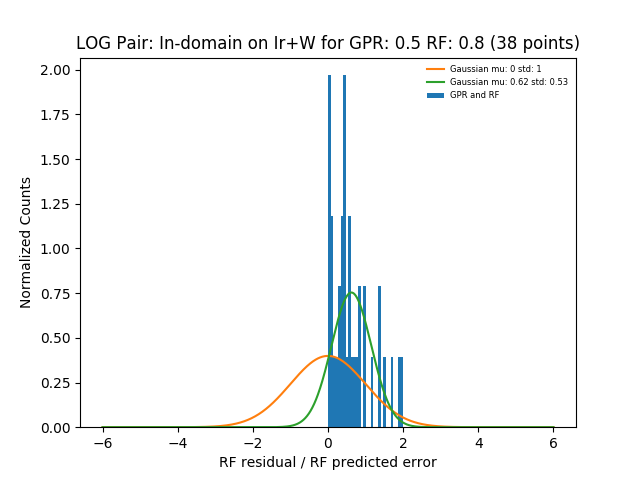 LOG Pair: In-domain on Ir+W for GPR: 0.5 RF: 0.8 (38 points)
Gaussian mu: 0 std: 1
Gaussian mu: 0.62 std: 0.53
GPR and RF
Normalized Counts
2.00
1.75
1.50
1.25
1.00
0.75
0.50
0.25
0.00
−6 −4 −2 0 2 4 6
RF residual / RF predicted error